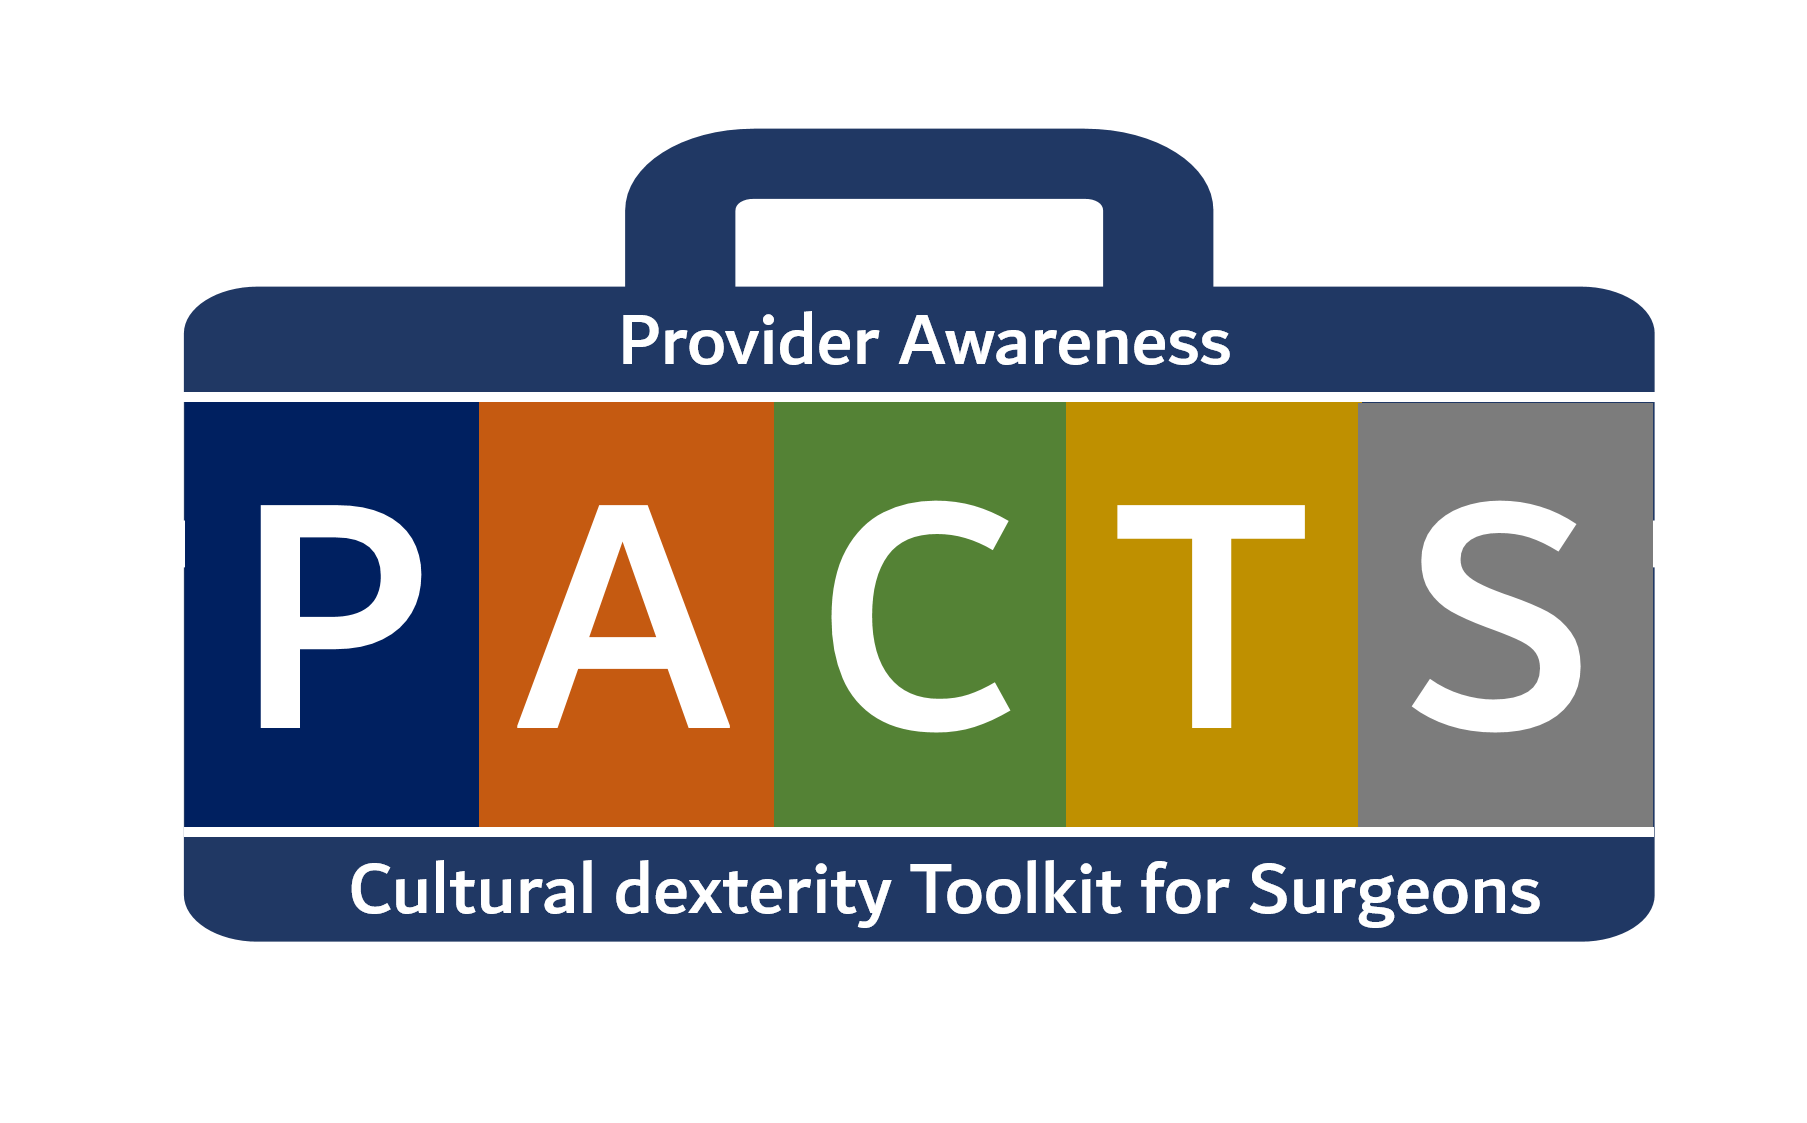 Provider Awareness
PACTS
Cultural dexterity Toolkit for Surgeons